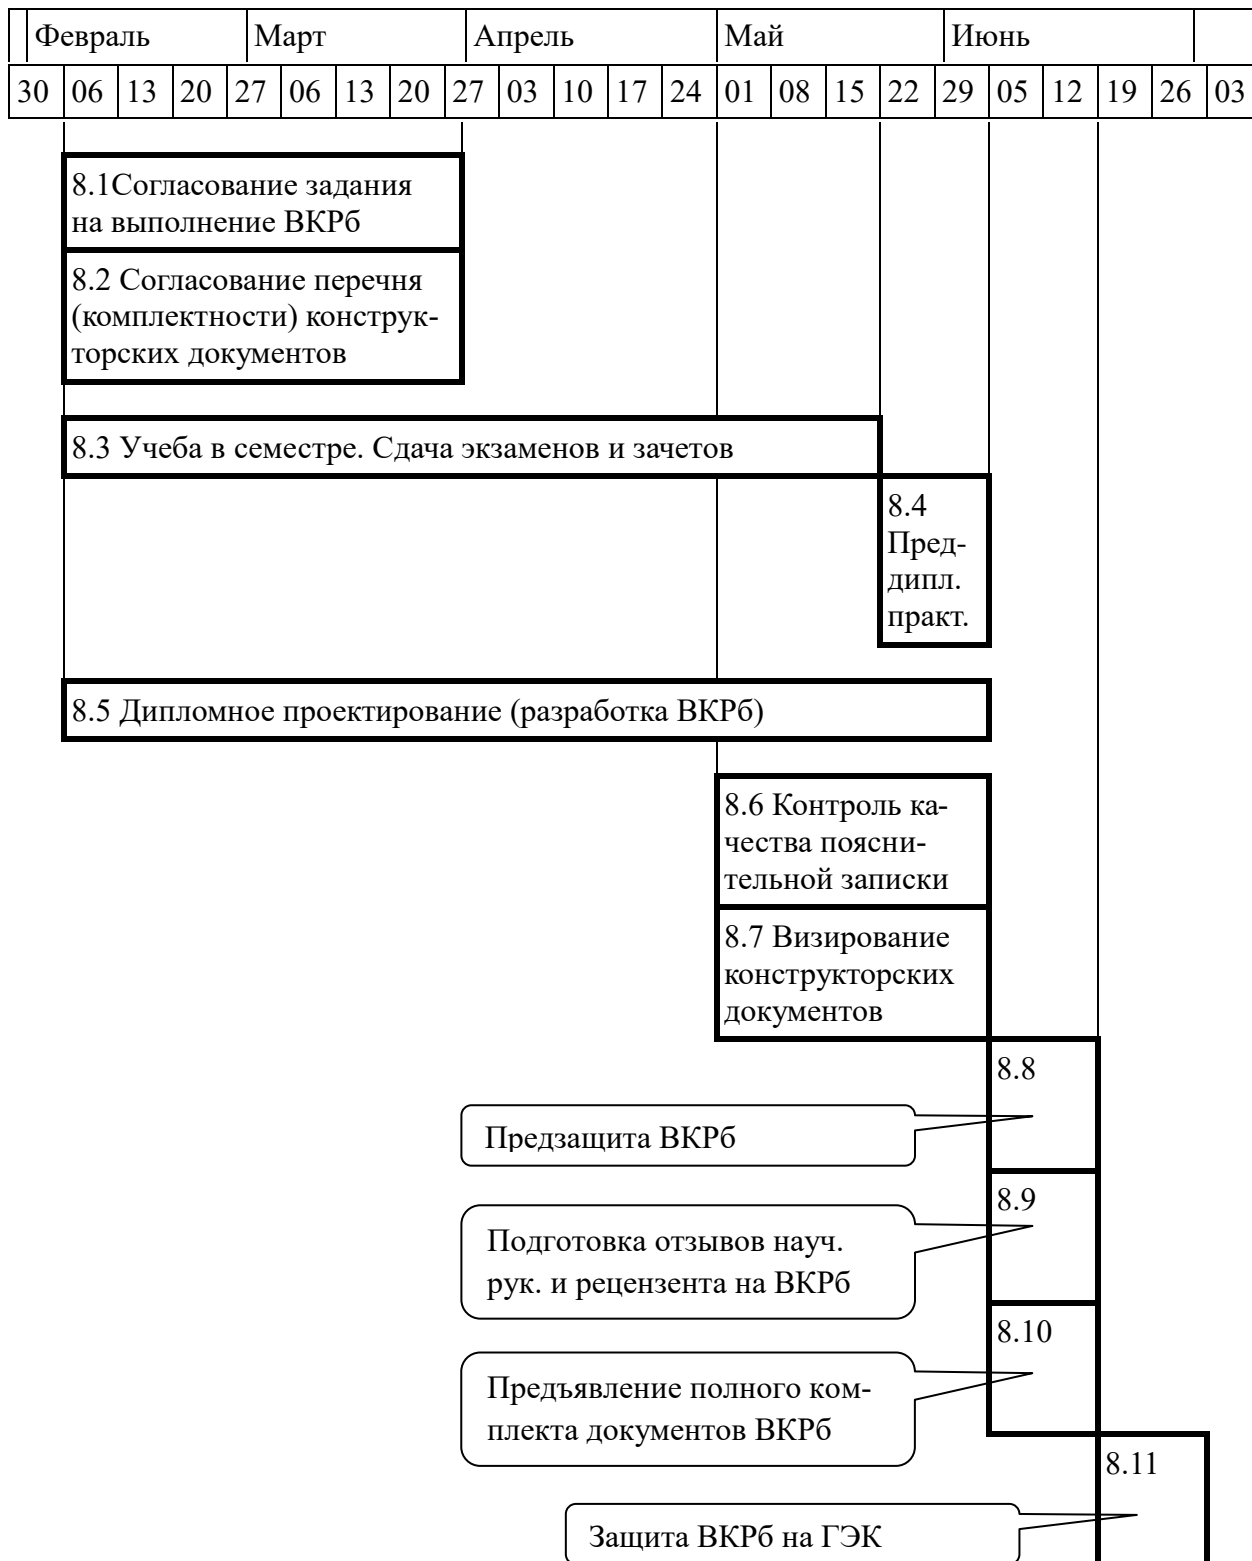 Февраль Март Апрель Май Июнь
30 06 13 20 27 06 13 20 27 03 10 17 24 01 08 15 22 29 05 12 19 26 03
8.1Согласование задания
на выполнение ВКРб
8.2 Согласование перечня
(комплектности) конструк-
торских документов
8.3 Учеба в семестре. Сдача экзаменов и зачетов
8.4
Пред-
дипл.
практ.
8.5 Дипломное проектирование (разработка ВКРб)
8.6 Контроль ка-
чества поясни-
тельной записки
8.7 Визирование
конструкторских
документов
8.8
Предзащита ВКРб
8.9
Подготовка отзывов науч.
рук. и рецензента на ВКРб
8.10
Предъявление полного ком-
плекта документов ВКРб
8.11
Защита ВКРб на ГЭК